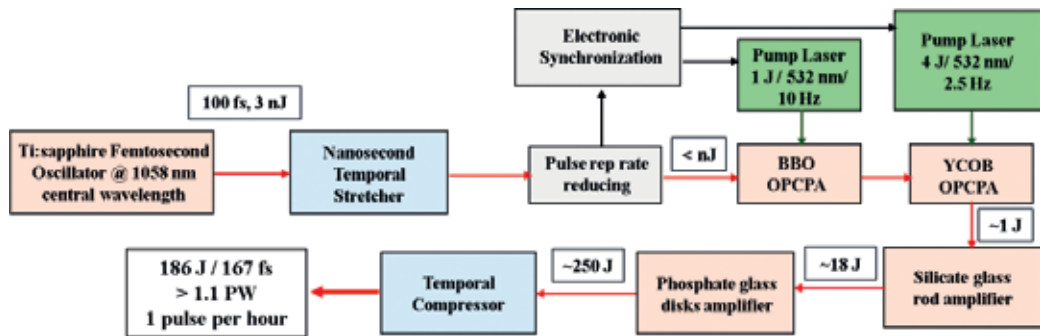 Electronic
Synchronization
Pump Laser
1 J / 532 nm/
10 Hz
Pump Laser
4 J/ 532 nm/
2.5 Hz
100 fs, 3 nJ
Ti:sapphire Femtosecond
Oscillator @ 1058 nm
central wavelength
Nanosecond
Temporal
Stretcher
Pulse rep rate
reducing
< nJ
BBO
OPCPA
YCOB
OPCPA
~1 J
Silicate glass
rod amplifier
~18 J
Phosphate glass
disks amplifier
~250 J
Temporal
Compressor
186 J / 167 fs
> 1.1 PW
1 pulse per hour